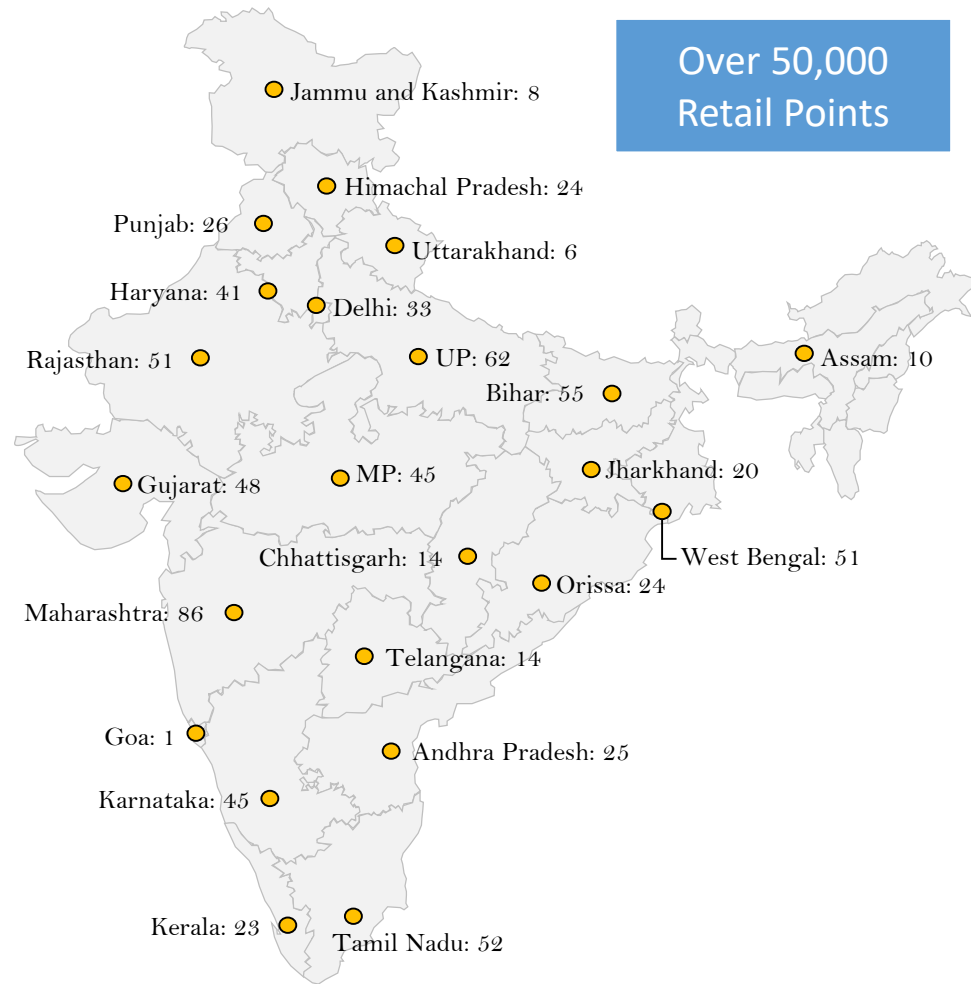 Over 50,000
Retail Points
Jammu and Kashmir: 8
Himachal Pradesh: 24
Punjab: 26
Uttarakhand: 6
Haryana: 41
Delhi: 33
Rajasthan: 51
UP: 62
Assam: 10
Bihar: 55
Gujarat: 48
MP: 45
Jharkhand: 20
Chhattisgarh: 14
West Bengal: 51
Orissa: 24
Maharashtra: 86
Telangana: 14
Goa: 1
Andhra Pradesh: 25
Karnataka: 45
Kerala: 23
Tamil Nadu: 52